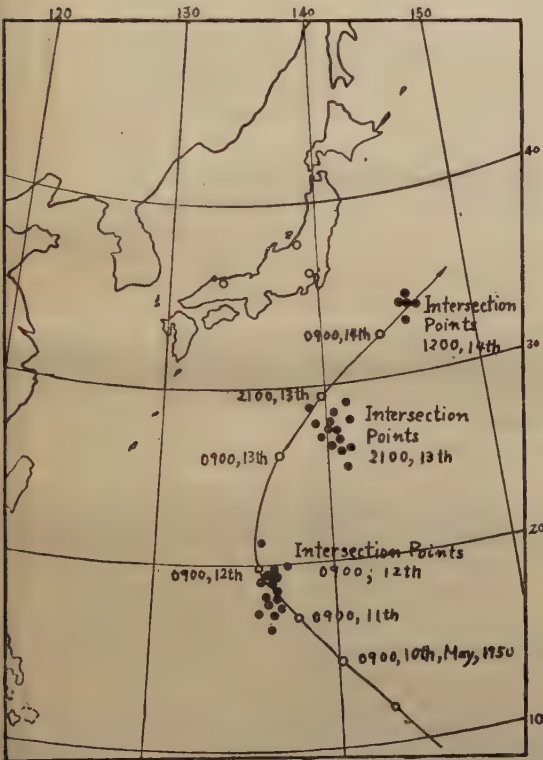 120
130
140
150
40
Intersection
Points
1200, 14th
0900, 14th
30
2100, 13th
Intersection
Points
2100, 13th
0900, 13th
20
Intersection Points
0900, 12th
0900, 12th
0900, 11th
0900, 10th, May, 1950
10